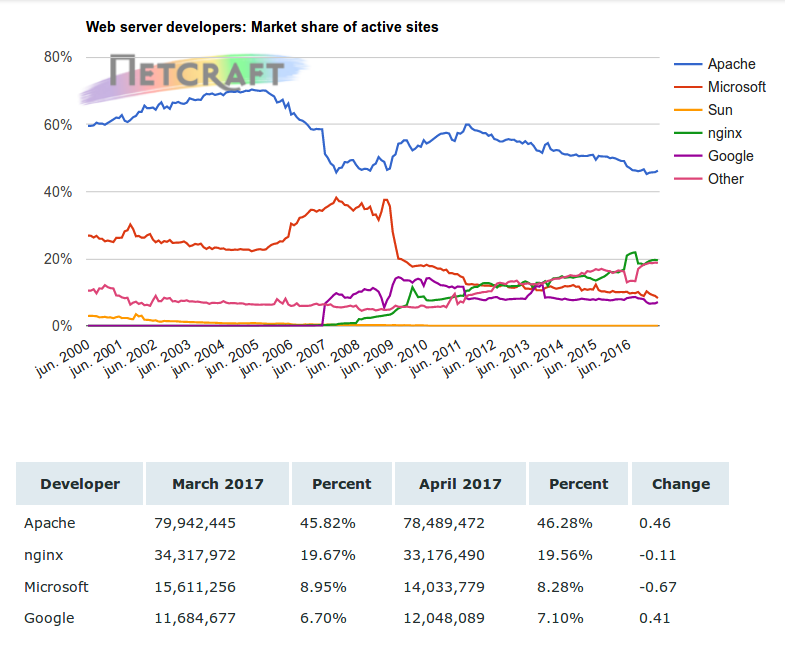 Web server developers: Market share of active sites
80%
NETCRAFT
Apache
Microsoft
Sun
nginx
Google
Other
60%
40%
20%
0%
jun. 2000
jun. 2001
jun. 2002
jun. 2003
jun. 2004
jun. 2005
jun. 2006
jun. 2007
jun. 2008
jun. 2009
jun. 2010
jun. 2011
jun. 2012
jun. 2013
jun. 2014
jun. 2015
jun. 2016
Developer March 2017 Percent April 2017 Percent Change
Apache 79,942,445 45.82% 78,489,472 46.28% 0.46
nginx 34,317,972 19.67% 33,176,490 19.56% -0.11
Microsoft 15,611,256 8.95% 14,033,779 8.28% -0.67
Google 11,684,677 6.70% 12,048,089 7.10% 0.41